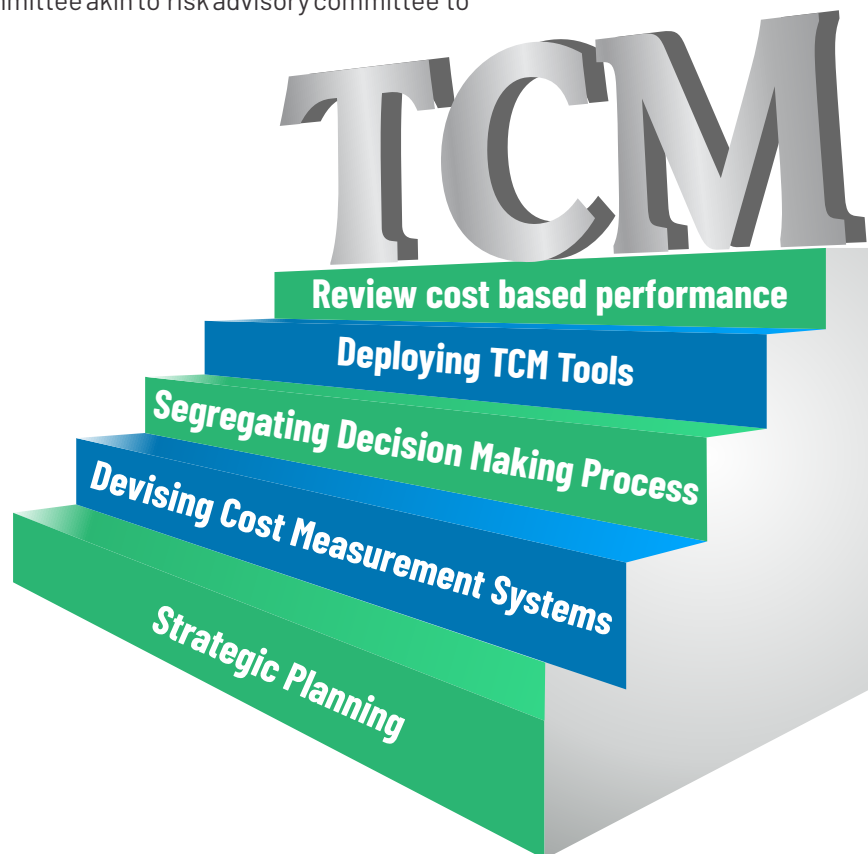 akin to risk advisory committee to
TCM
Review cost based performance
Deploying TCM Tools
Segregating Decision Making Process
Devising Cost Measurement Systems
Strategic Planning